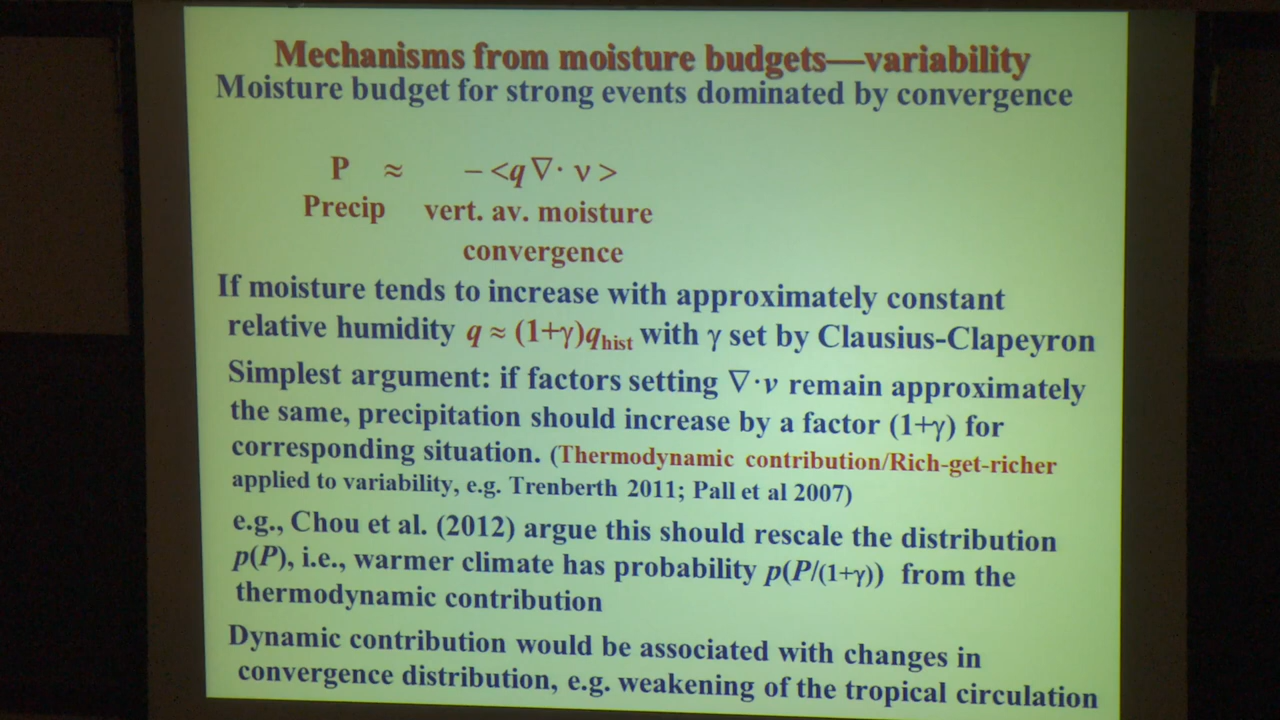 Mechanisms from moisture budgets—variability
Moisture budget for strong events dominated by convergence
P ≈ – <q ∇· ν >
Precip vert. av. moisture
convergence
If moisture tends to increase with approximately constant
relative humidity q ≈ (1+γ)q_hist with γ set by Clausius-Clapeyron
Simplest argument: if factors setting ∇·ν remain approximately
the same, precipitation should increase by a factor (1+γ) for
corresponding situation. (Thermodynamic contribution/Rich-get-richer
applied to variability, e.g. Trenberth 2011; Pall et al 2007)
e.g., Chou et al. (2012) argue this should rescale the distribution
p(P), i.e., warmer climate has probability p(P/(1+γ)) from the
thermodynamic contribution
Dynamic contribution would be associated with changes in
convergence distribution, e.g. weakening of the tropical circulation